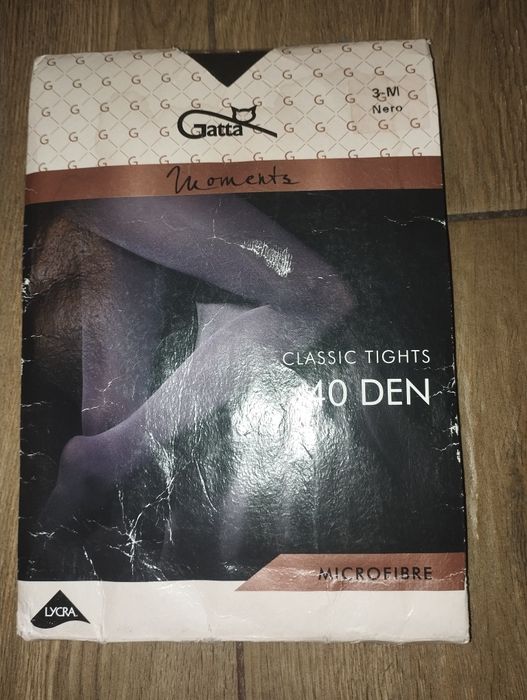 3-M
Nero
Gatta
Moments
CLASSIC TIGHTS
40 DEN
MICROFIBRE
LYCRA